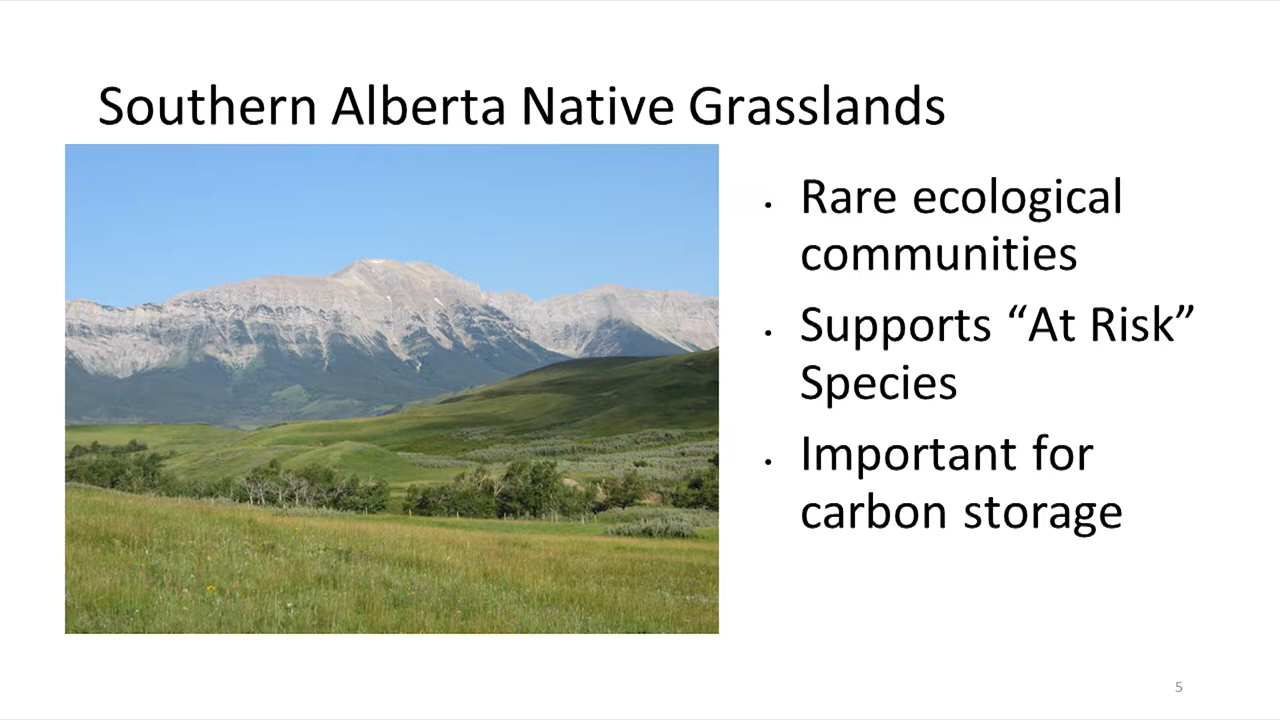 Southern Alberta Native Grasslands
• Rare ecological
communities
• Supports “At Risk”
Species
• Important for
carbon storage
5